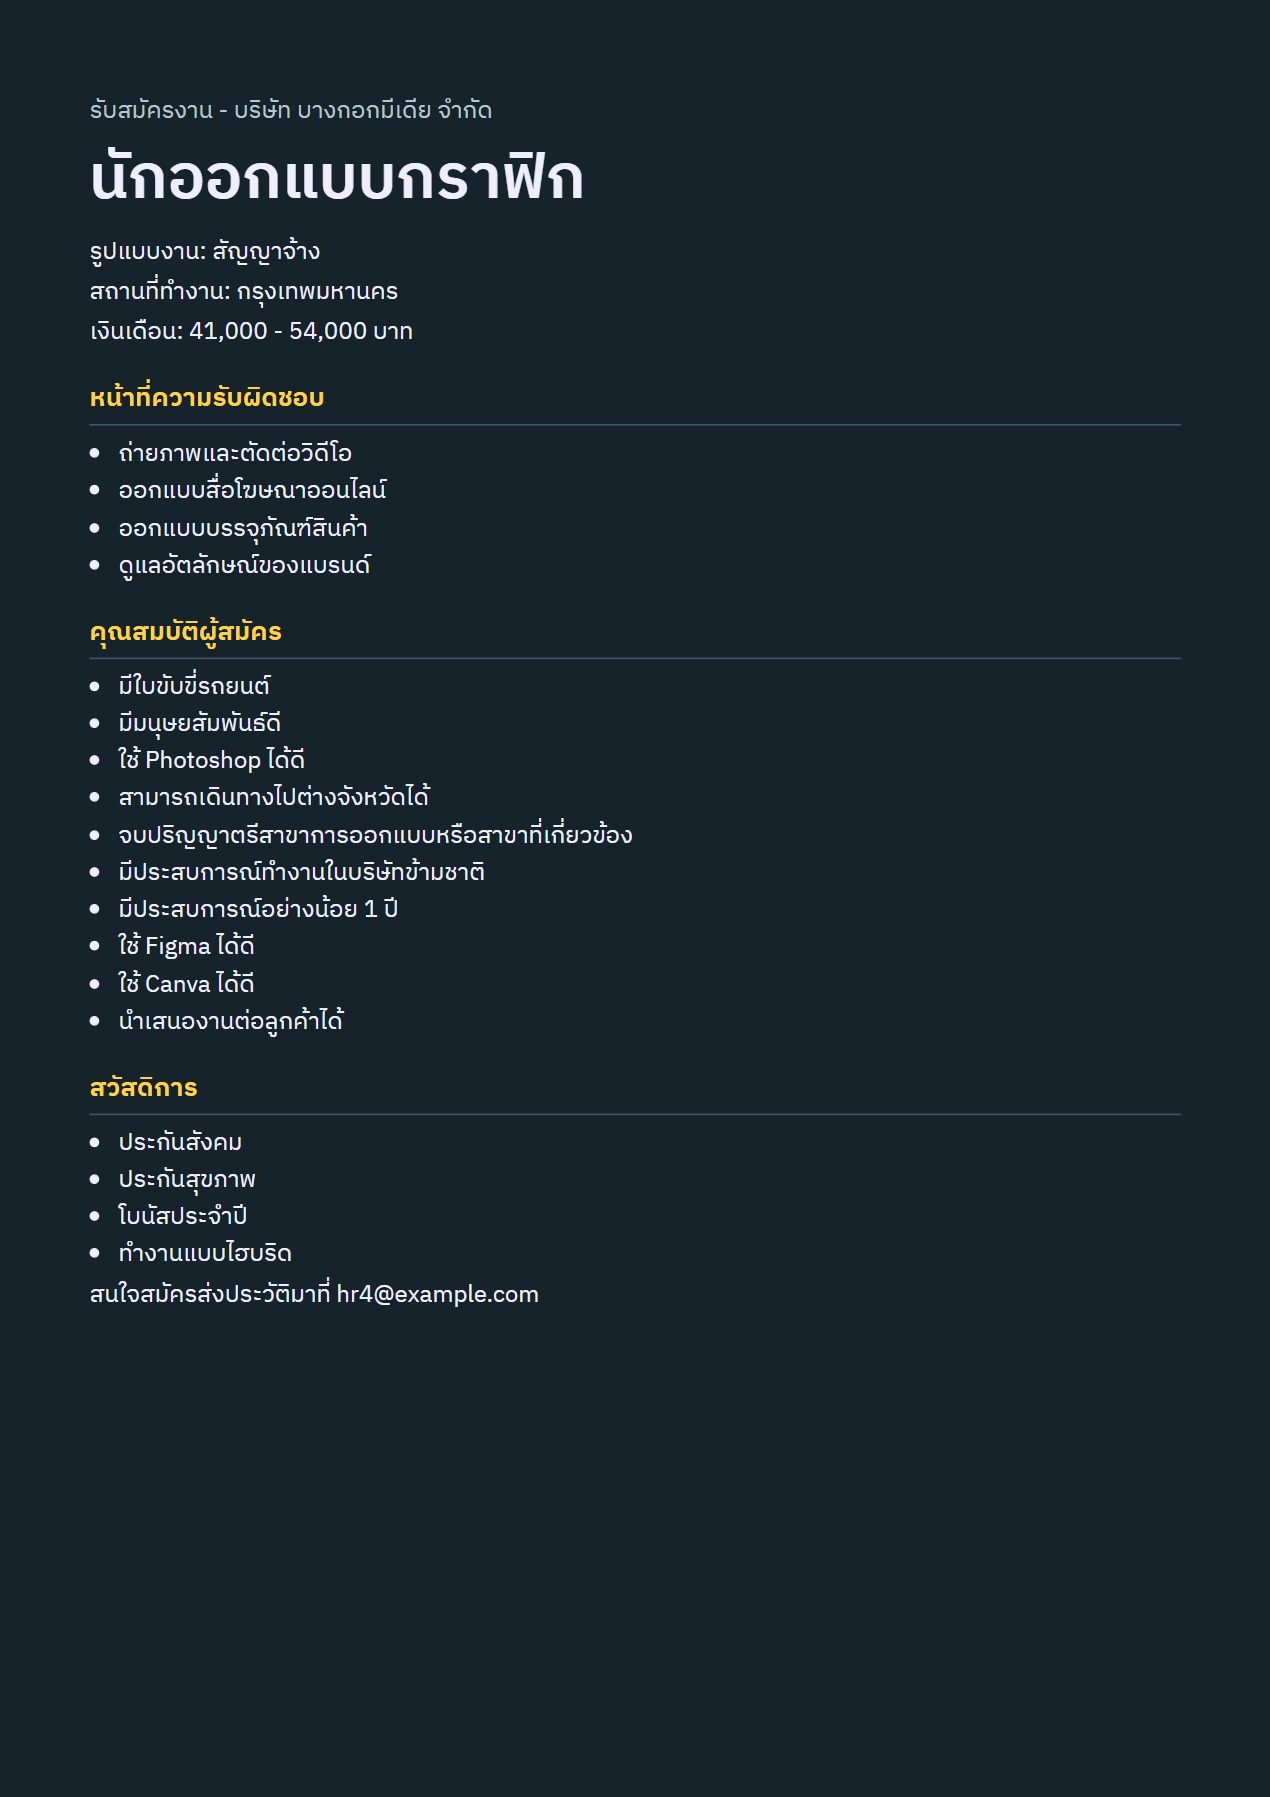 รับสมัครงาน - บริษัท บางกอกมีเดีย จำกัด
นักออกแบบกราฟิก
รูปแบบงาน: สัญญาจ้าง
สถานที่ทำงาน: กรุงเทพมหานคร
เงินเดือน: 41,000 - 54,000 บาท
หน้าที่ความรับผิดชอบ
• ถ่ายภาพและตัดต่อวิดีโอ
• ออกแบบสื่อโฆษณาออนไลน์
• ออกแบบบรรจุภัณฑ์สินค้า
• ดูแลอัตลักษณ์ของแบรนด์
คุณสมบัติผู้สมัคร
• มีใบขับขี่รถยนต์
• มีมนุษยสัมพันธ์ดี
• ใช้ Photoshop ได้ดี
• สามารถเดินทางไปต่างจังหวัดได้
• จบปริญญาตรีสาขาการออกแบบหรือสาขาที่เกี่ยวข้อง
• มีประสบการณ์ทำงานในบริษัทข้ามชาติ
• มีประสบการณ์อย่างน้อย 1 ปี
• ใช้ Figma ได้ดี
• ใช้ Canva ได้ดี
• นำเสนองานต่อลูกค้าได้
สวัสดิการ
• ประกันสังคม
• ประกันสุขภาพ
• โบนัสประจำปี
• ทำงานแบบไฮบริด
สนใจสมัครส่งประวัติมาที่ hr4@example.com